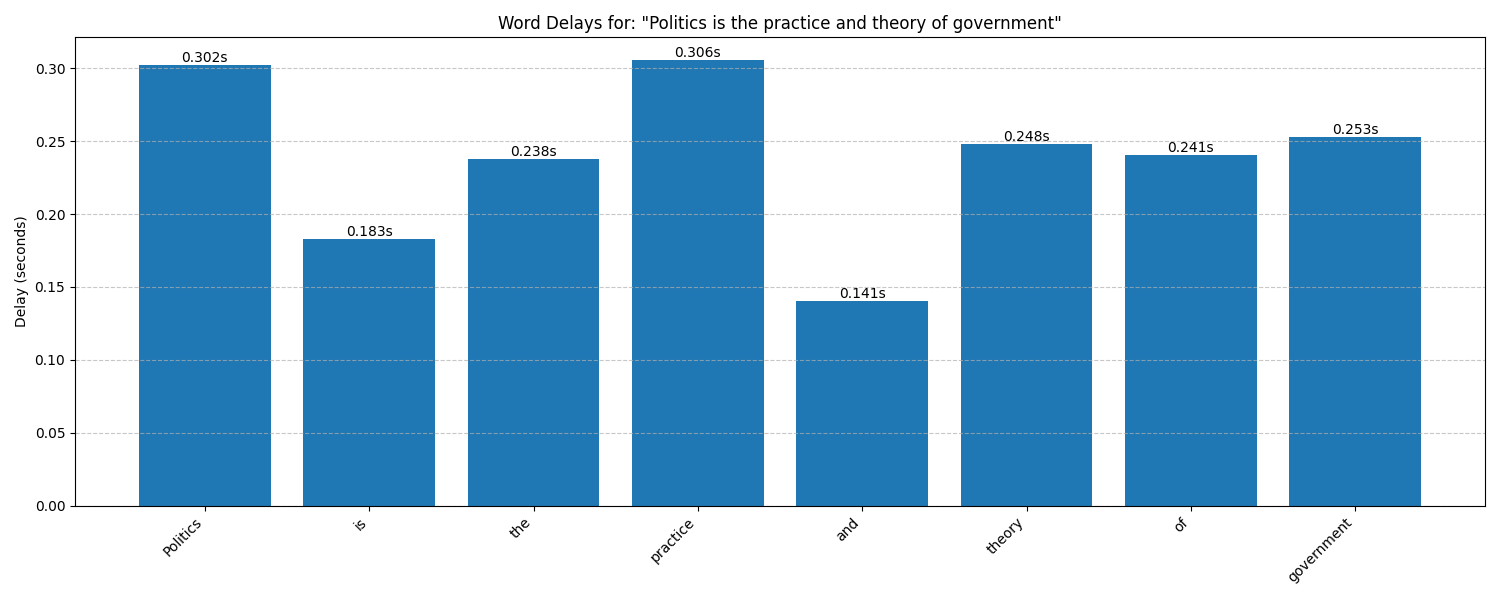 Word Delays for: "Politics is the practice and theory of government"
0.302s
0.183s
0.238s
0.306s
0.141s
0.248s
0.241s
0.253s
Delay (seconds)
0.30
0.25
0.20
0.15
0.10
0.05
0.00
Politics
is
the
practice
and
theory
of
government